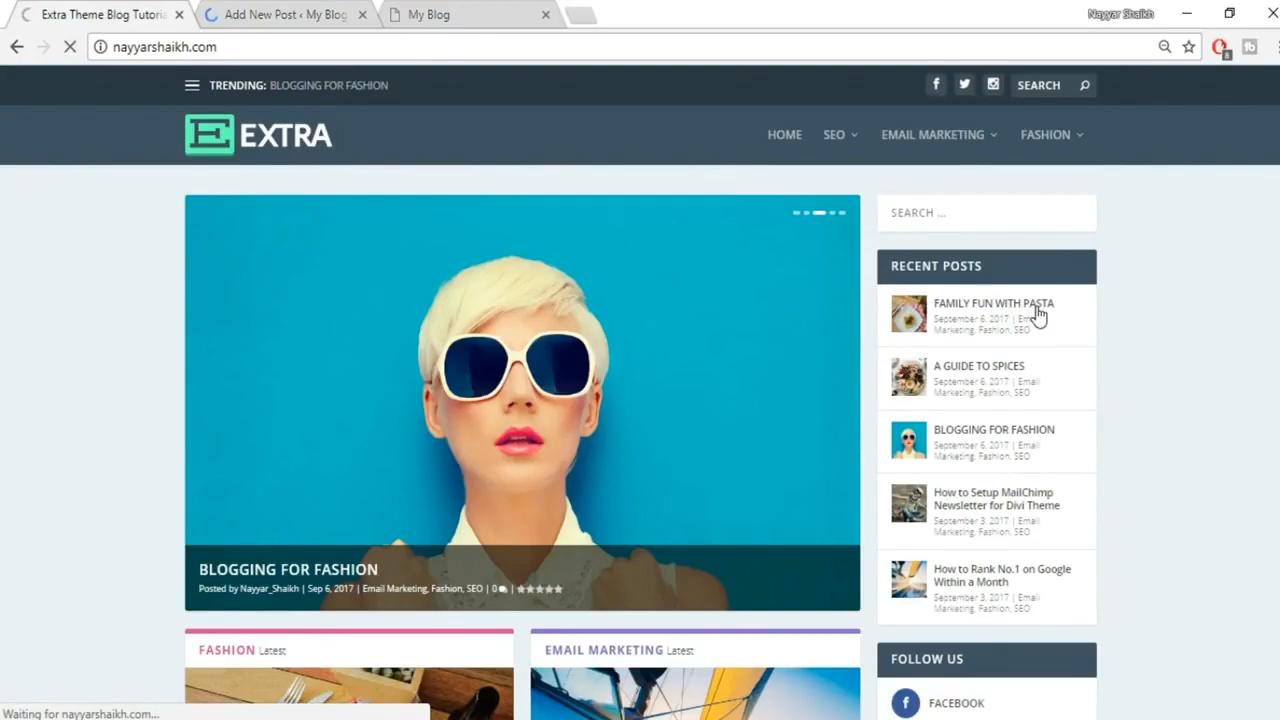 Extra Theme Blog Tutoria
Add New Post ‹ My Blog
My Blog
Nayyar Shaikh
nayyarshaikh.com
8
TRENDING: BLOGGING FOR FASHION
SEARCH
E EXTRA
HOME
SEO
EMAIL MARKETING
FASHION
SEARCH ...
RECENT POSTS
FAMILY FUN WITH PASTA
September 6, 2017 | Em
Marketing, Fashion, SEO
A GUIDE TO SPICES
September 6, 2017 | Email
Marketing, Fashion, SEO
BLOGGING FOR FASHION
September 6, 2017 | Email
Marketing, Fashion, SEO
How to Setup MailChimp
Newsletter for Divi Theme
September 3, 2017 | Email
Marketing, Fashion, SEO
How to Rank No.1 on Google
Within a Month
September 3, 2017 | Email
Marketing, Fashion, SEO
BLOGGING FOR FASHION
Posted by Nayyar_Shaikh | Sep 6, 2017 | Email Marketing, Fashion, SEO | 0 |
FASHION Latest
EMAIL MARKETING Latest
FOLLOW US
FACEBOOK
Waiting for nayyarshaikh.com...